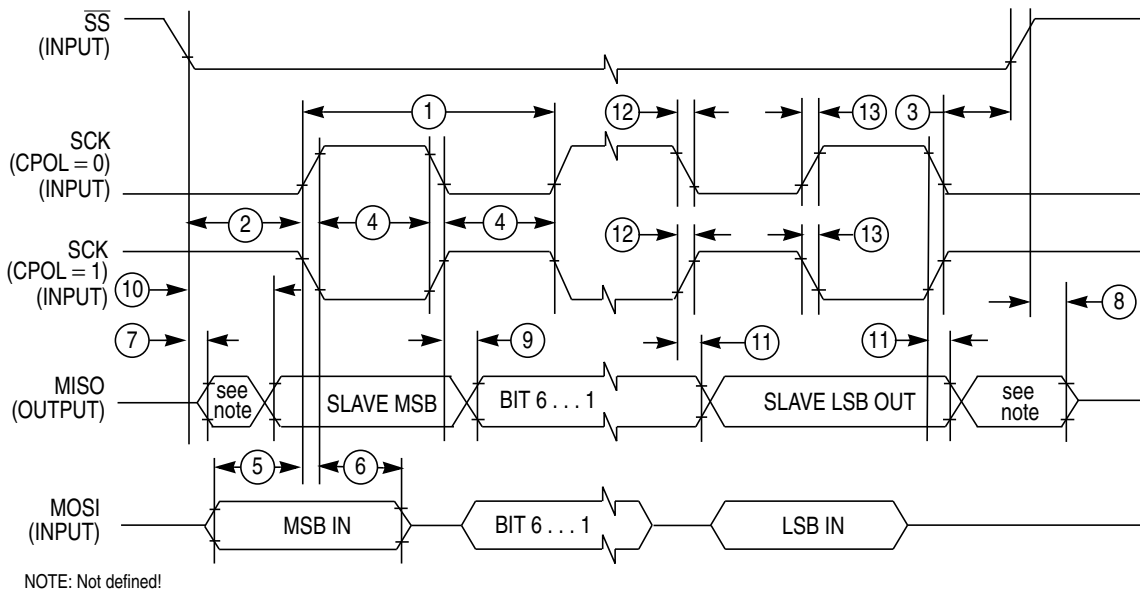 SS
(INPUT)
1
12
13
3
SCK
(CPOL = 0)
(INPUT)
2
4
4
12
13
SCK
(CPOL = 1)
(INPUT)
10
8
7
9
11
11
MISO
(OUTPUT)
see
note
SLAVE MSB
BIT 6 . . . 1
SLAVE LSB OUT
see
note
5
6
MOSI
(INPUT)
MSB IN
BIT 6 . . . 1
LSB IN
NOTE: Not defined!